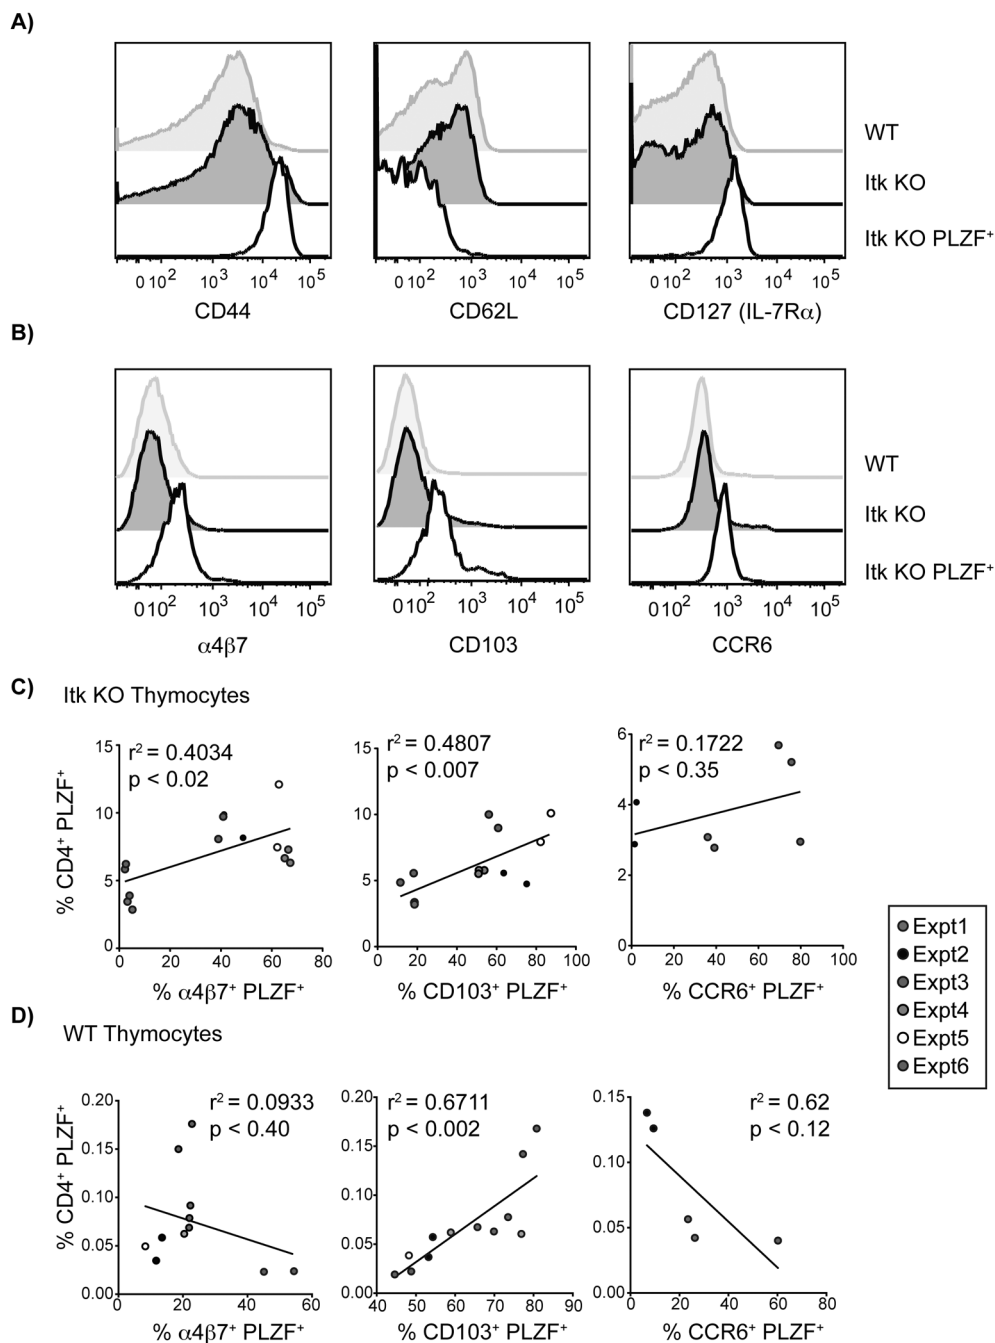 A)
WT
Itk KO
Itk KO PLZF⁺
0 10² 10³ 10⁴ 10⁵
CD44
0 10² 10³ 10⁴ 10⁵
CD62L
0 10² 10³ 10⁴ 10⁵
CD127 (IL-7Rα)
B)
WT
Itk KO
Itk KO PLZF⁺
0 10² 10³ 10⁴ 10⁵
α4β7
0 10² 10³ 10⁴ 10⁵
CD103
0 10² 10³ 10⁴ 10⁵
CCR6
C)
Itk KO Thymocytes
% CD4⁺ PLZF⁺
15
10
5
0
r² = 0.4034
p < 0.02
0 20 40 60 80
% α4β7⁺ PLZF⁺
15
10
5
0
r² = 0.4807
p < 0.007
0 20 40 60 80 100
% CD103⁺ PLZF⁺
6
4
2
0
r² = 0.1722
p < 0.35
0 20 40 60 80 100
% CCR6⁺ PLZF⁺
Expt1
Expt2
Expt3
Expt4
Expt5
Expt6
D)
WT Thymocytes
% CD4⁺ PLZF⁺
0.20
0.15
0.10
0.05
0.00
r² = 0.0933
p < 0.40
0 20 40 60
% α4β7⁺ PLZF⁺
0.20
0.15
0.10
0.05
0.00
r² = 0.6711
p < 0.002
40 50 60 70 80 90
% CD103⁺ PLZF⁺
0.15
0.10
0.05
0.00
r² = 0.62
p < 0.12
0 20 40 60 80
% CCR6⁺ PLZF⁺